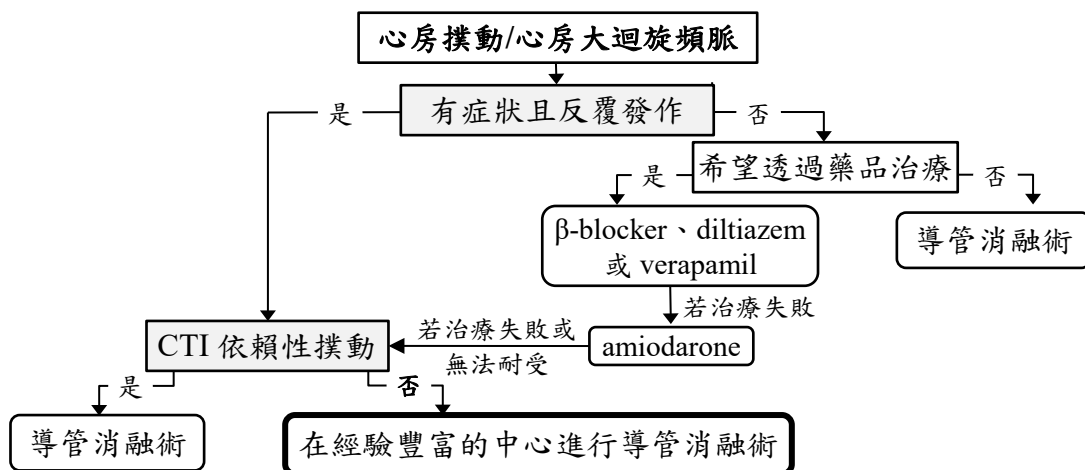 心房撲動/心房大迴旋頻脈
是
有症狀且反覆發作
否
希望透過藥品治療
是
否
β-blocker、diltiazem
或 verapamil
導管消融術
若治療失敗
CTI 依賴性撲動
若治療失敗或
無法耐受
amiodarone
是
否
導管消融術
在經驗豐富的中心進行導管消融術